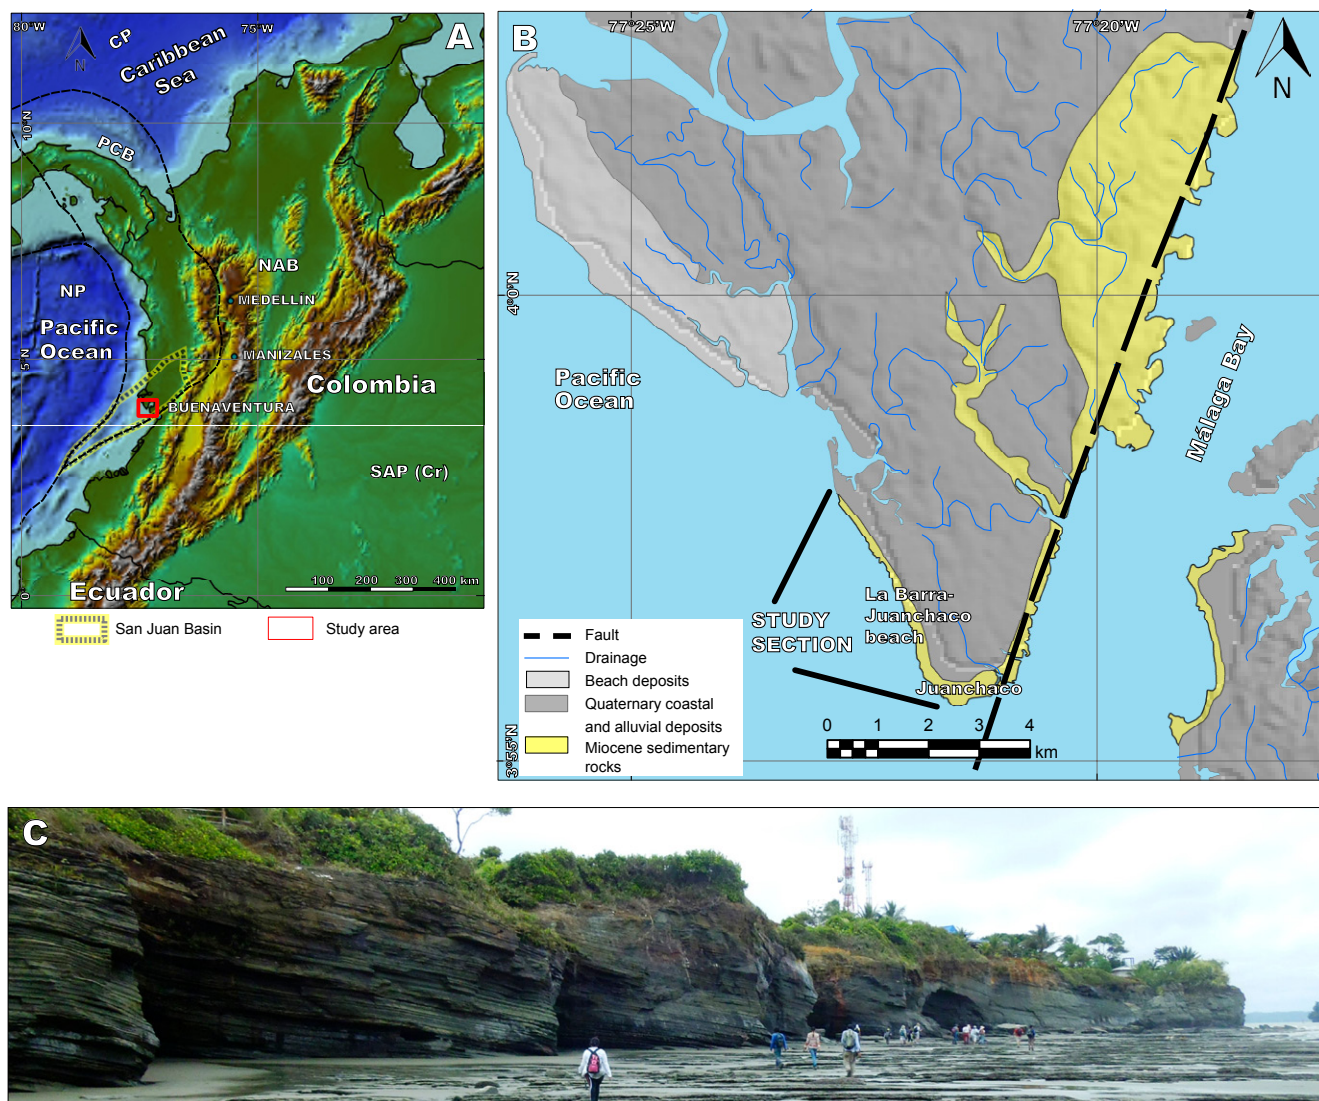 80°W
75°W
A
CP
N
Caribbean
Sea
10°N
PCB
NAB
NP
MEDELLÍN
Pacific
Ocean
MANIZALES
5°N
Colombia
BUENAVENTURA
SAP (Cr)
Ecuador
0
100 200 300 400 km
San Juan Basin
Study area
B
77°25'W
77°20'W
N
4°0'N
Pacific
Ocean
Málaga Bay
La Barra-
Juanchaco
beach
STUDY
SECTION
Juanchaco
3°55'N
Fault
Drainage
Beach deposits
Quaternary coastal
and alluvial deposits
Miocene sedimentary
rocks
0 1 2 3 4
km
C